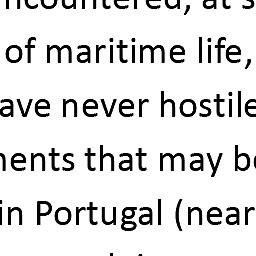 ncountered, at s
of maritime life,
ave never hostile
ments that may be
in Portugal (near